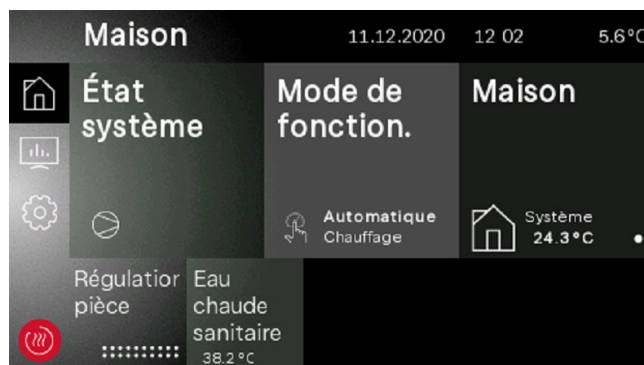 Maison 11.12.2020 12 02 5.6°C
État
système
Mode de
fonction.
Automatique
Chauffage
Maison
Système
24.3°C
Régulation
pièce
Eau
chaude
sanitaire
38.2°C